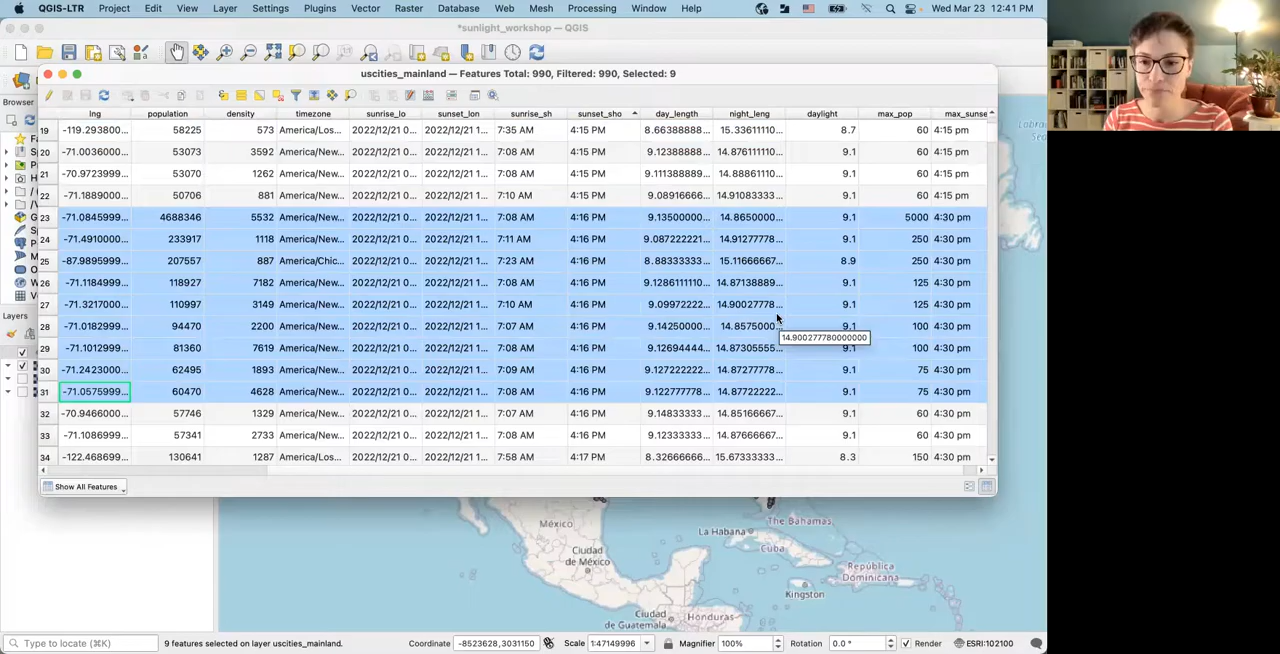 QGIS-LTR Project Edit View Layer Settings Plugins Vector Raster Database Web Mesh Processing Window Help Wed Mar 23 12:41 PM
*sunlight_workshop — QGIS
uscities_mainland — Features Total: 990, Filtered: 990, Selected: 9
Browser
lng population density timezone sunrise_lo sunset_lon sunrise_sh sunset_sho day_length night_leng daylight max_pop max_sunse
19 -119.293800... 58225 573 America/Los... 2022/12/21 0... 2022/12/21 1... 7:35 AM 4:15 PM 8.66388888... 15.33611110... 8.7 60 4:15 pm
20 -71.0036000... 53073 3592 America/New... 2022/12/21 0... 2022/12/21 1... 7:08 AM 4:15 PM 9.12388888... 14.876111110... 9.1 60 4:15 pm
21 -70.9723999... 53070 1262 America/New... 2022/12/21 0... 2022/12/21 1... 7:08 AM 4:15 PM 9.111388889... 14.88861110... 9.1 60 4:15 pm
22 -71.1889000... 50706 881 America/New... 2022/12/21 0... 2022/12/21 1... 7:10 AM 4:15 PM 9.08916666... 14.91083333... 9.1 60 4:15 pm
23 -71.0845999... 4688346 5532 America/New... 2022/12/21 0... 2022/12/21 1... 7:08 AM 4:16 PM 9.13500000... 14.8650000... 9.1 5000 4:30 pm
24 -71.4910000... 233917 1118 America/New... 2022/12/21 0... 2022/12/21 1... 7:11 AM 4:16 PM 9.087222221... 14.91277778... 9.1 250 4:30 pm
25 -87.9895999... 207557 887 America/Chic... 2022/12/21 0... 2022/12/21 1... 7:23 AM 4:16 PM 8.88333333... 15.11666667... 8.9 250 4:30 pm
26 -71.1184999... 118927 7182 America/New... 2022/12/21 0... 2022/12/21 1... 7:08 AM 4:16 PM 9.1286111110... 14.87138889... 9.1 125 4:30 pm
27 -71.3217000... 110997 3149 America/New... 2022/12/21 0... 2022/12/21 1... 7:10 AM 4:16 PM 9.09972222... 14.90027778... 9.1 125 4:30 pm
28 -71.0182999... 94470 2200 America/New... 2022/12/21 0... 2022/12/21 1... 7:07 AM 4:16 PM 9.14250000... 14.8575000... 9.1 100 4:30 pm
14.900277780000000
29 -71.1012999... 81360 7619 America/New... 2022/12/21 0... 2022/12/21 1... 7:08 AM 4:16 PM 9.12694444... 14.87305555... 9.1 100 4:30 pm
30 -71.2423000... 62495 1893 America/New... 2022/12/21 0... 2022/12/21 1... 7:09 AM 4:16 PM 9.127222222... 14.87277778... 9.1 75 4:30 pm
31 -71.0575999... 60470 4628 America/New... 2022/12/21 0... 2022/12/21 1... 7:08 AM 4:16 PM 9.122777778... 14.87722222... 9.1 75 4:30 pm
32 -70.9466000... 57746 1329 America/New... 2022/12/21 0... 2022/12/21 1... 7:07 AM 4:16 PM 9.14833333... 14.85166667... 9.1 60 4:30 pm
33 -71.1086999... 57341 2733 America/New... 2022/12/21 0... 2022/12/21 1... 7:08 AM 4:16 PM 9.12333333... 14.87666667... 9.1 60 4:30 pm
34 -122.468699... 130641 1287 America/Los... 2022/12/21 0... 2022/12/21 1... 7:58 AM 4:17 PM 8.32666666... 15.67333333... 8.3 150 4:30 pm
Layers
Show All Features
México
Ciudad
de México
La Habana
Cuba
The Bahamas
República
Dominicana
Kingston
Ciudad
de Guatemala
Honduras
Type to locate (⌘K) 9 features selected on layer uscities_mainland. Coordinate -8523628,3031150 Scale 1:47149996 Magnifier 100% Rotation 0.0 ° Render ESRI:102100